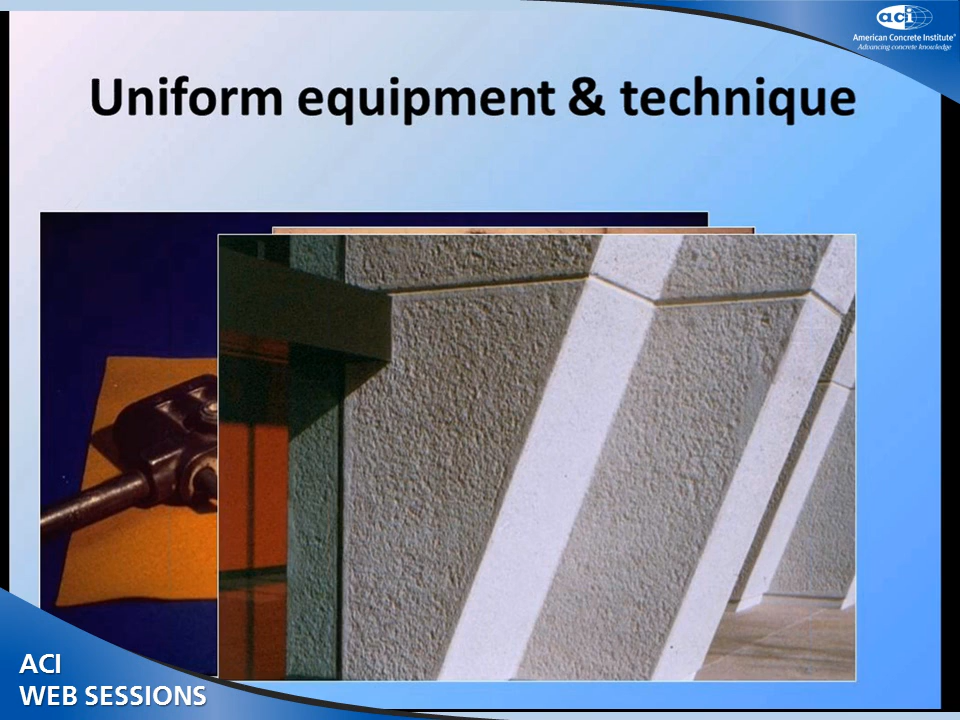 aci
American Concrete Institute®
Advancing concrete knowledge
Uniform equipment & technique
ACI
WEB SESSIONS